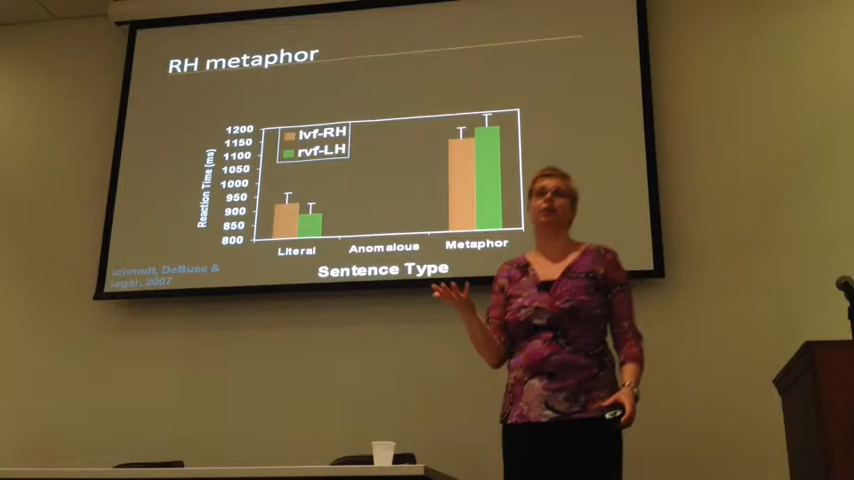 RH metaphor
1200
1150
1100
1050
1000
950
900
850
800
Reaction Time (ms)
lvf-RH
rvf-LH
Literal
Anomalous
Metaphor
Sentence Type
DeBuse &
2007